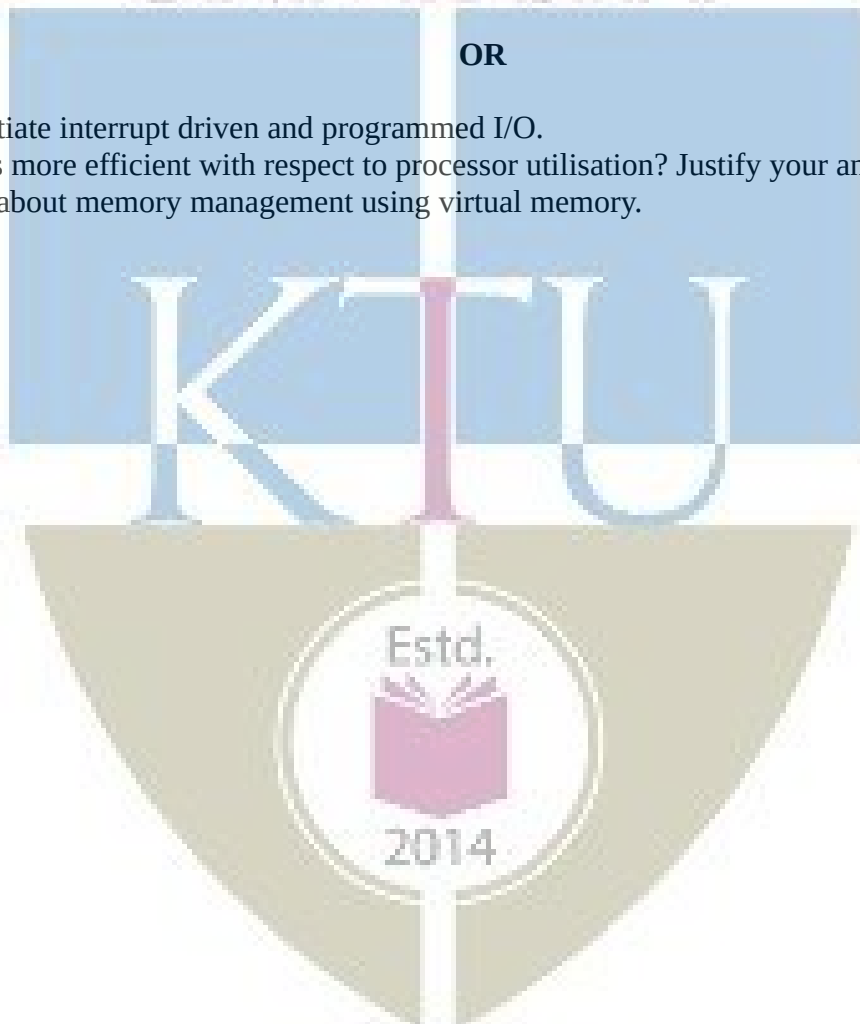 OR
tiate interrupt driven and programmed I/O.
s more efficient with respect to processor utilisation? Justify your an
about memory management using virtual memory.
KTU
Estd.
2014